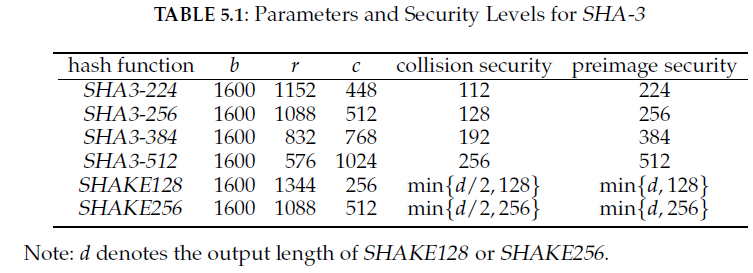 TABLE 5.1: Parameters and Security Levels for SHA-3
hash function b r c collision security preimage security
SHA3-224 1600 1152 448 112 224
SHA3-256 1600 1088 512 128 256
SHA3-384 1600 832 768 192 384
SHA3-512 1600 576 1024 256 512
SHAKE128 1600 1344 256 min{d/2, 128} min{d, 128}
SHAKE256 1600 1088 512 min{d/2, 256} min{d, 256}
Note: d denotes the output length of SHAKE128 or SHAKE256.